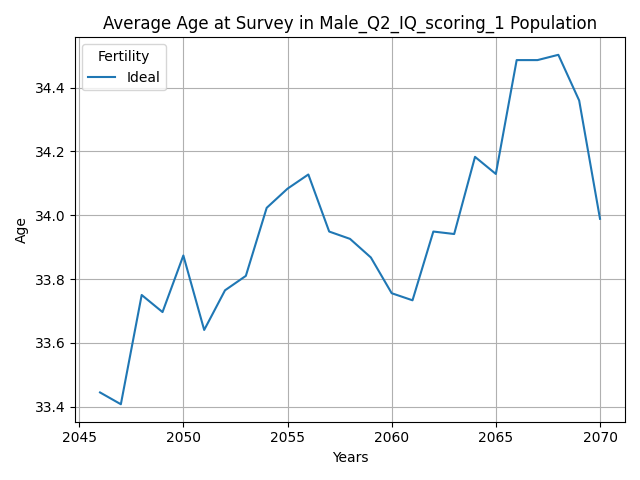 Average Age at Survey in Male_Q2_IQ_scoring_1 Population
Fertility
Ideal
34.4
34.2
34.0
33.8
33.6
33.4
Age
2045 2050 2055 2060 2065 2070
Years